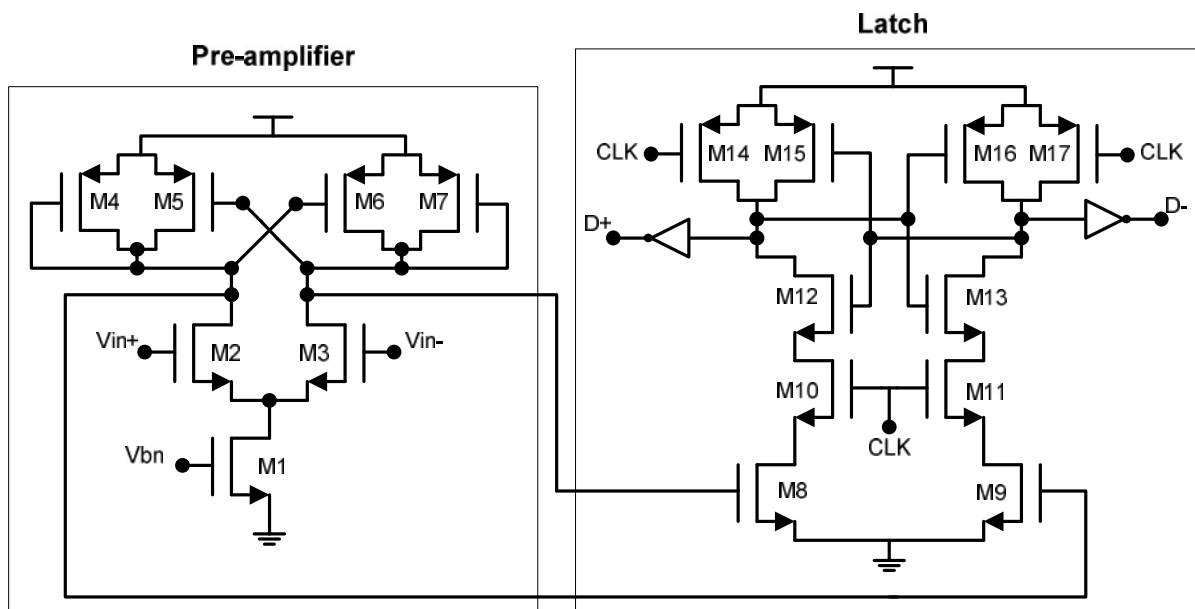 Pre-amplifier
Latch
M4
M5
M6
M7
Vin+
M2
M3
Vin-
Vbn
M1
CLK
M14
M15
M16
M17
CLK
D+
D-
M12
M13
M10
M11
CLK
M8
M9